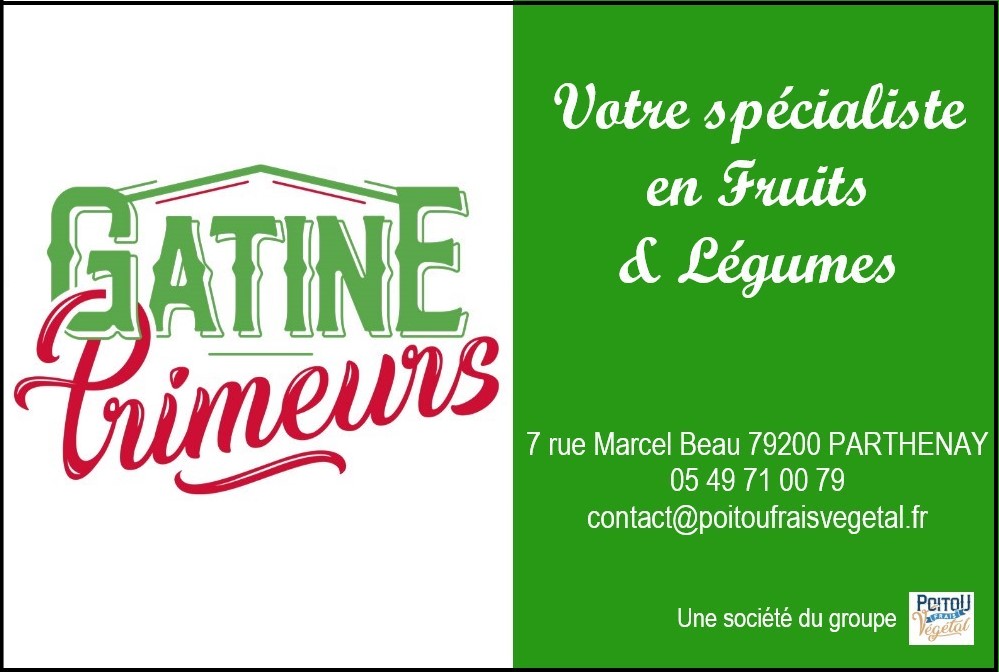 GATINE
Primeurs
Votre spécialiste
en Fruits
& Légumes
7 rue Marcel Beau 79200 PARTHENAY
05 49 71 00 79
contact@poitoufraisvegetal.fr
Une société du groupe
POITOU
FRAIS
Végétal